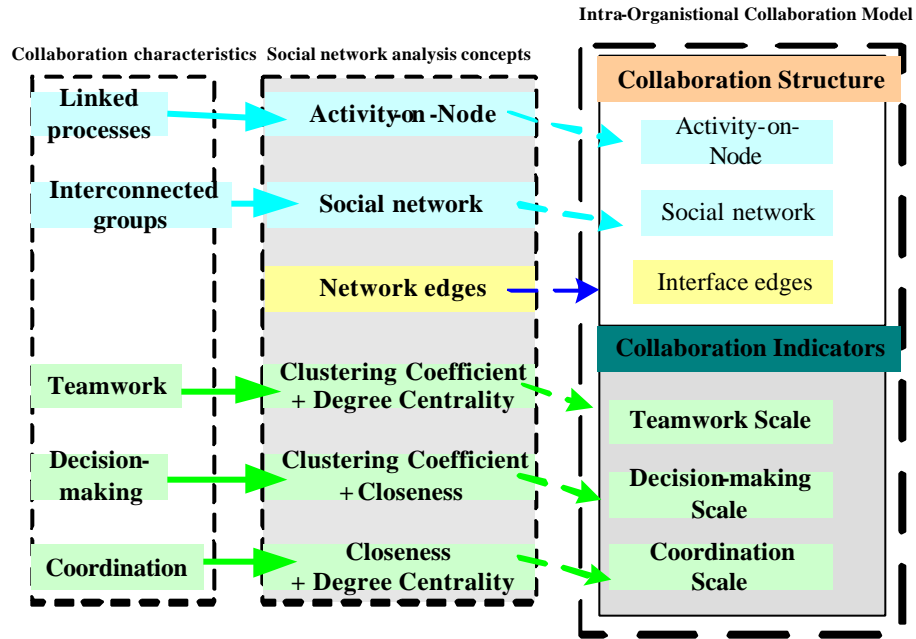 Intra-Organistional Collaboration Model
Collaboration characteristics
Social network analysis concepts
Linked
processes
Activity-on -Node
Collaboration Structure
Activity-on-
Node
Interconnected
groups
Social network
Social network
Network edges
Interface edges
Collaboration Indicators
Teamwork
Clustering Coefficient
+ Degree Centrality
Teamwork Scale
Decision-
making
Clustering Coefficient
+ Closeness
Decision-making
Scale
Coordination
Closeness
+ Degree Centrality
Coordination
Scale